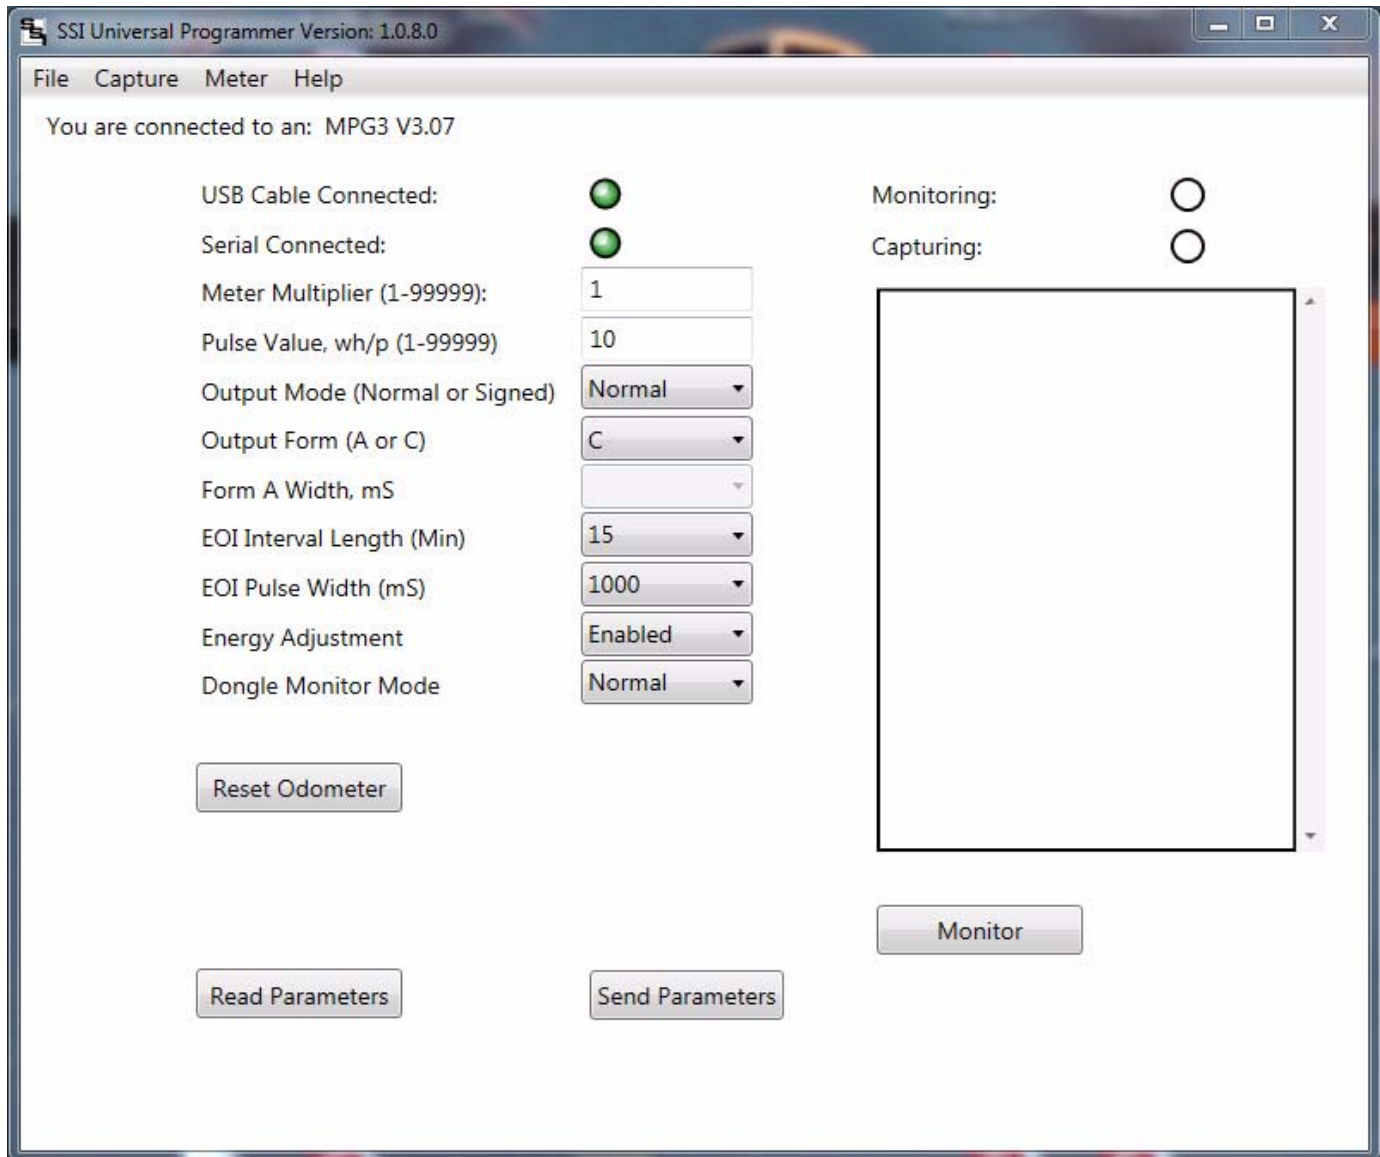 SSI Universal Programmer Version: 1.0.8.0
File Capture Meter Help
You are connected to an: MPG3 V3.07
USB Cable Connected:
Monitoring:
Serial Connected:
Capturing:
Meter Multiplier (1-99999): 1
Pulse Value, wh/p (1-99999) 10
Output Mode (Normal or Signed) Normal
Output Form (A or C) C
Form A Width, mS
EOI Interval Length (Min) 15
EOI Pulse Width (mS) 1000
Energy Adjustment Enabled
Dongle Monitor Mode Normal
Reset Odometer
Monitor
Read Parameters Send Parameters